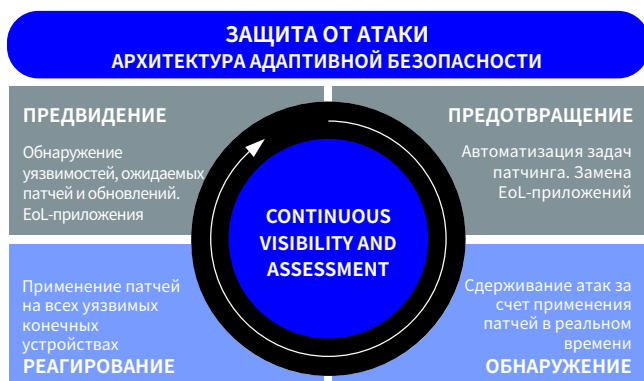 ЗАЩИТА ОТ АТАКИ
АРХИТЕКТУРА АДАПТИВНОЙ БЕЗОПАСНОСТИ
ПРЕДВИДЕНИЕ
Обнаружение
уязвимостей, ожидаемых
патчей и обновлений.
EoL-приложения
ПРЕДОТВРАЩЕНИЕ
Автоматизация задач
патчинга. Замена
EoL-приложений
CONTINUOUS
VISIBILITY AND
ASSESSMENT
Применение патчей
на всех уязвимых
конечных
устройствах
РЕАГИРОВАНИЕ
Сдерживание атак за
счет применения
патчей в реальном
времени
ОБНАРУЖЕНИЕ